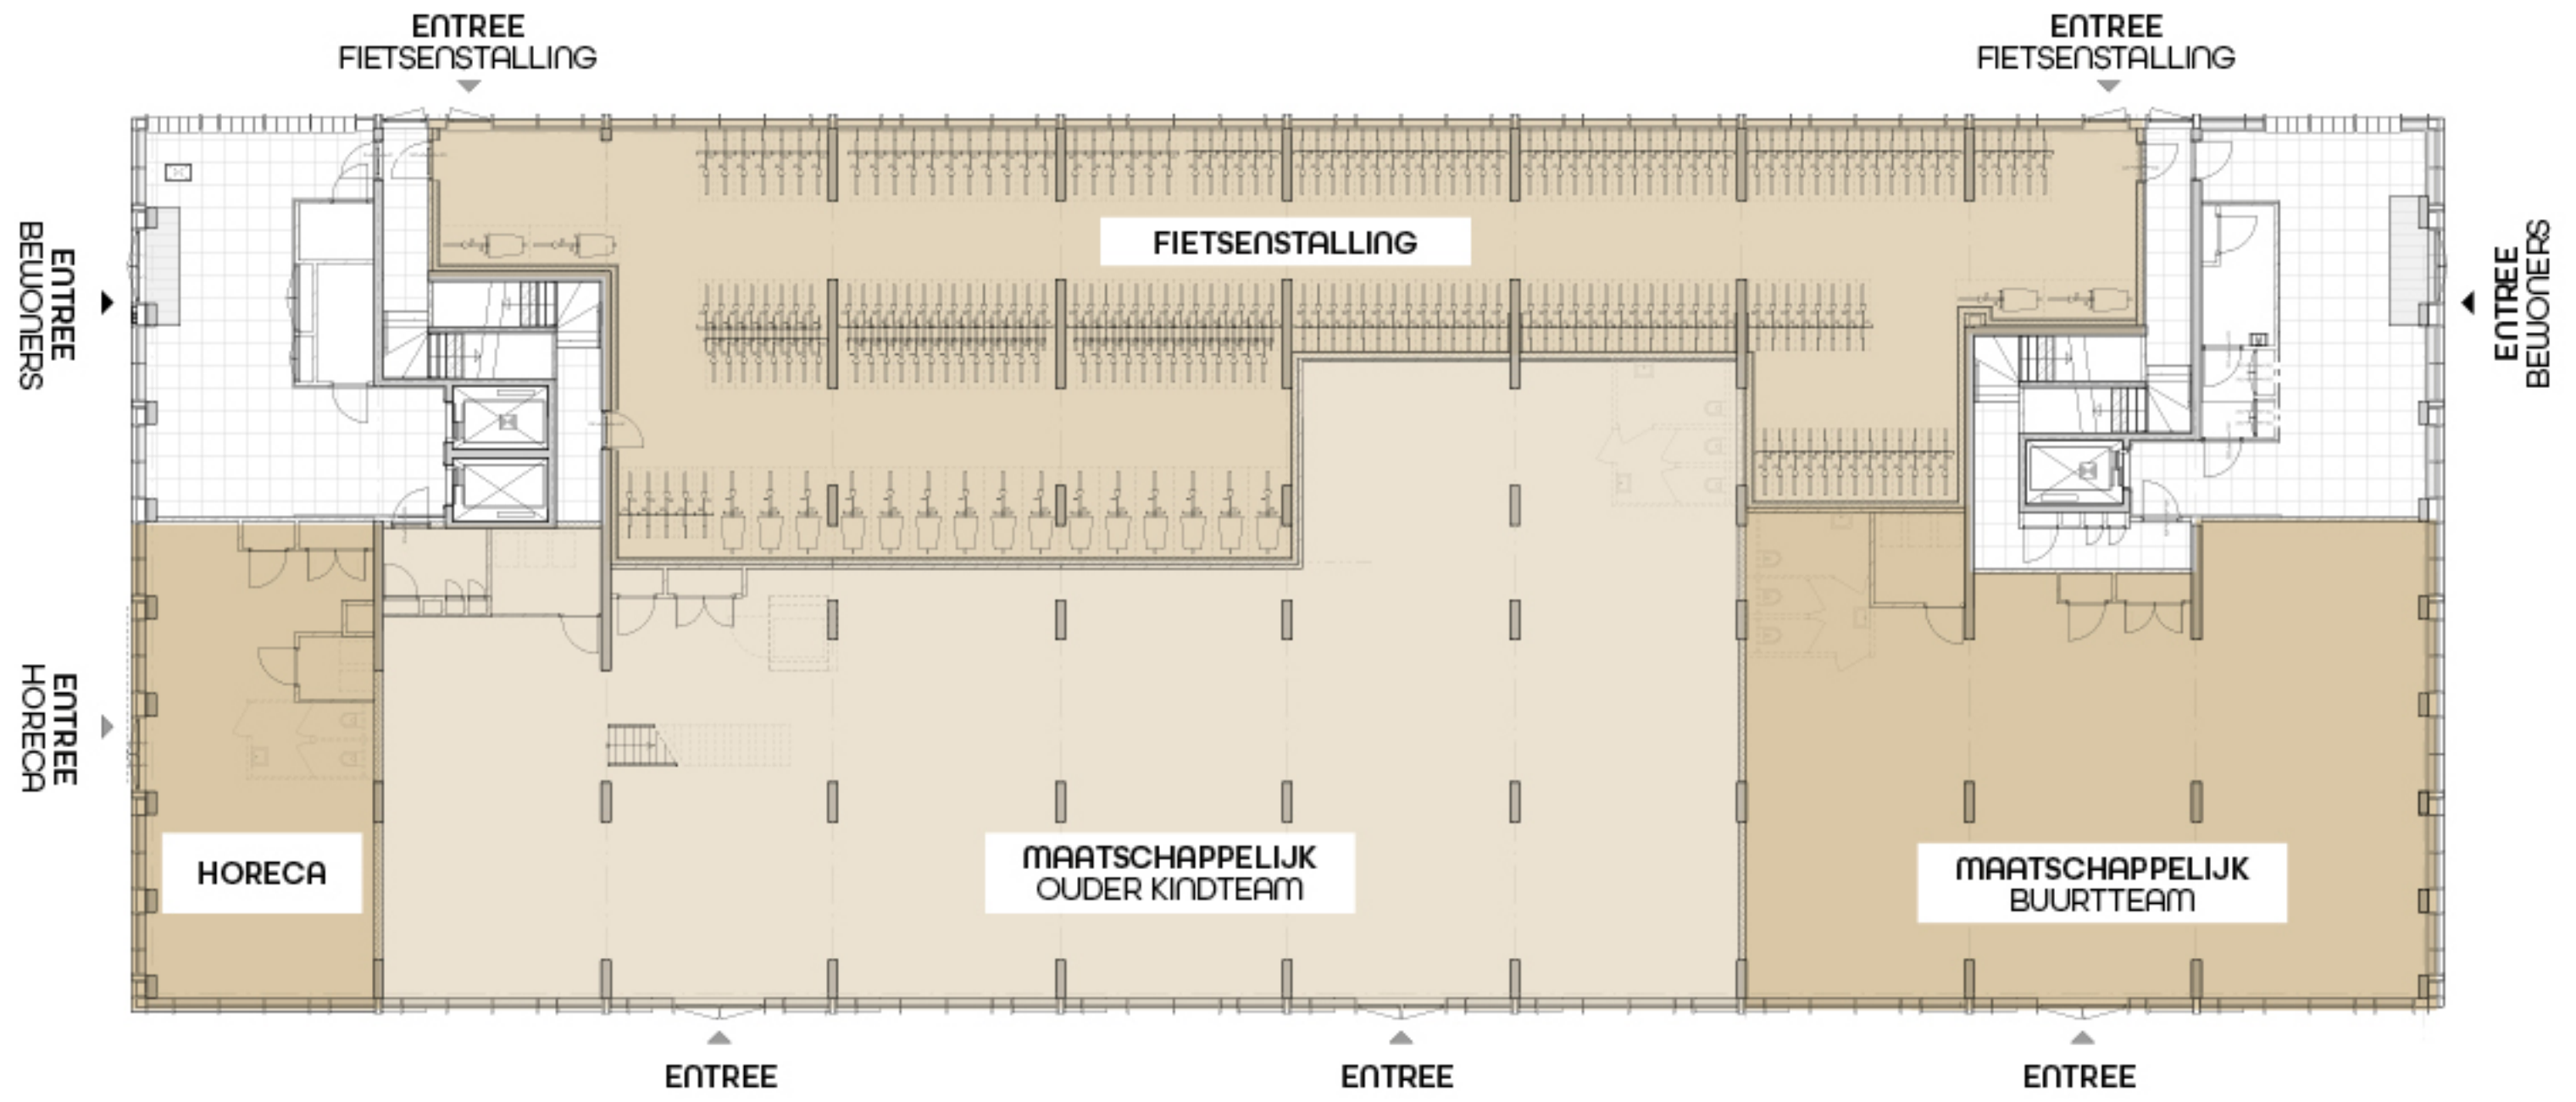 ENTREE
FIETSENSTALLING
ENTREE
FIETSENSTALLING
FIETSENSTALLING
ENTREE
BEWONERS
ENTREE
BEWONERS
ENTREE
HORECA
HORECA
MAATSCHAPPELIJK
OUDER KINDTEAM
MAATSCHAPPELIJK
BUURTTEAM
ENTREE
ENTREE
ENTREE